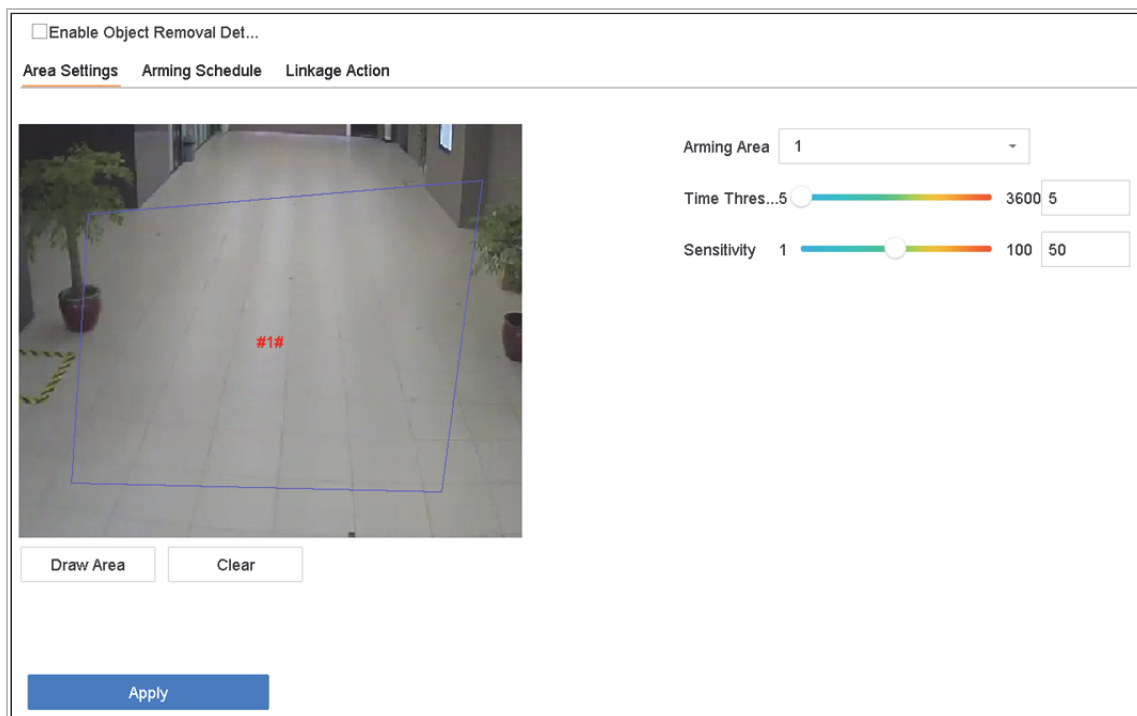 Enable Object Removal Det...
Area Settings Arming Schedule Linkage Action
Arming Area 1
Time Thres...5 3600 5
Sensitivity 1 100 50
#1#
Draw Area Clear
Apply